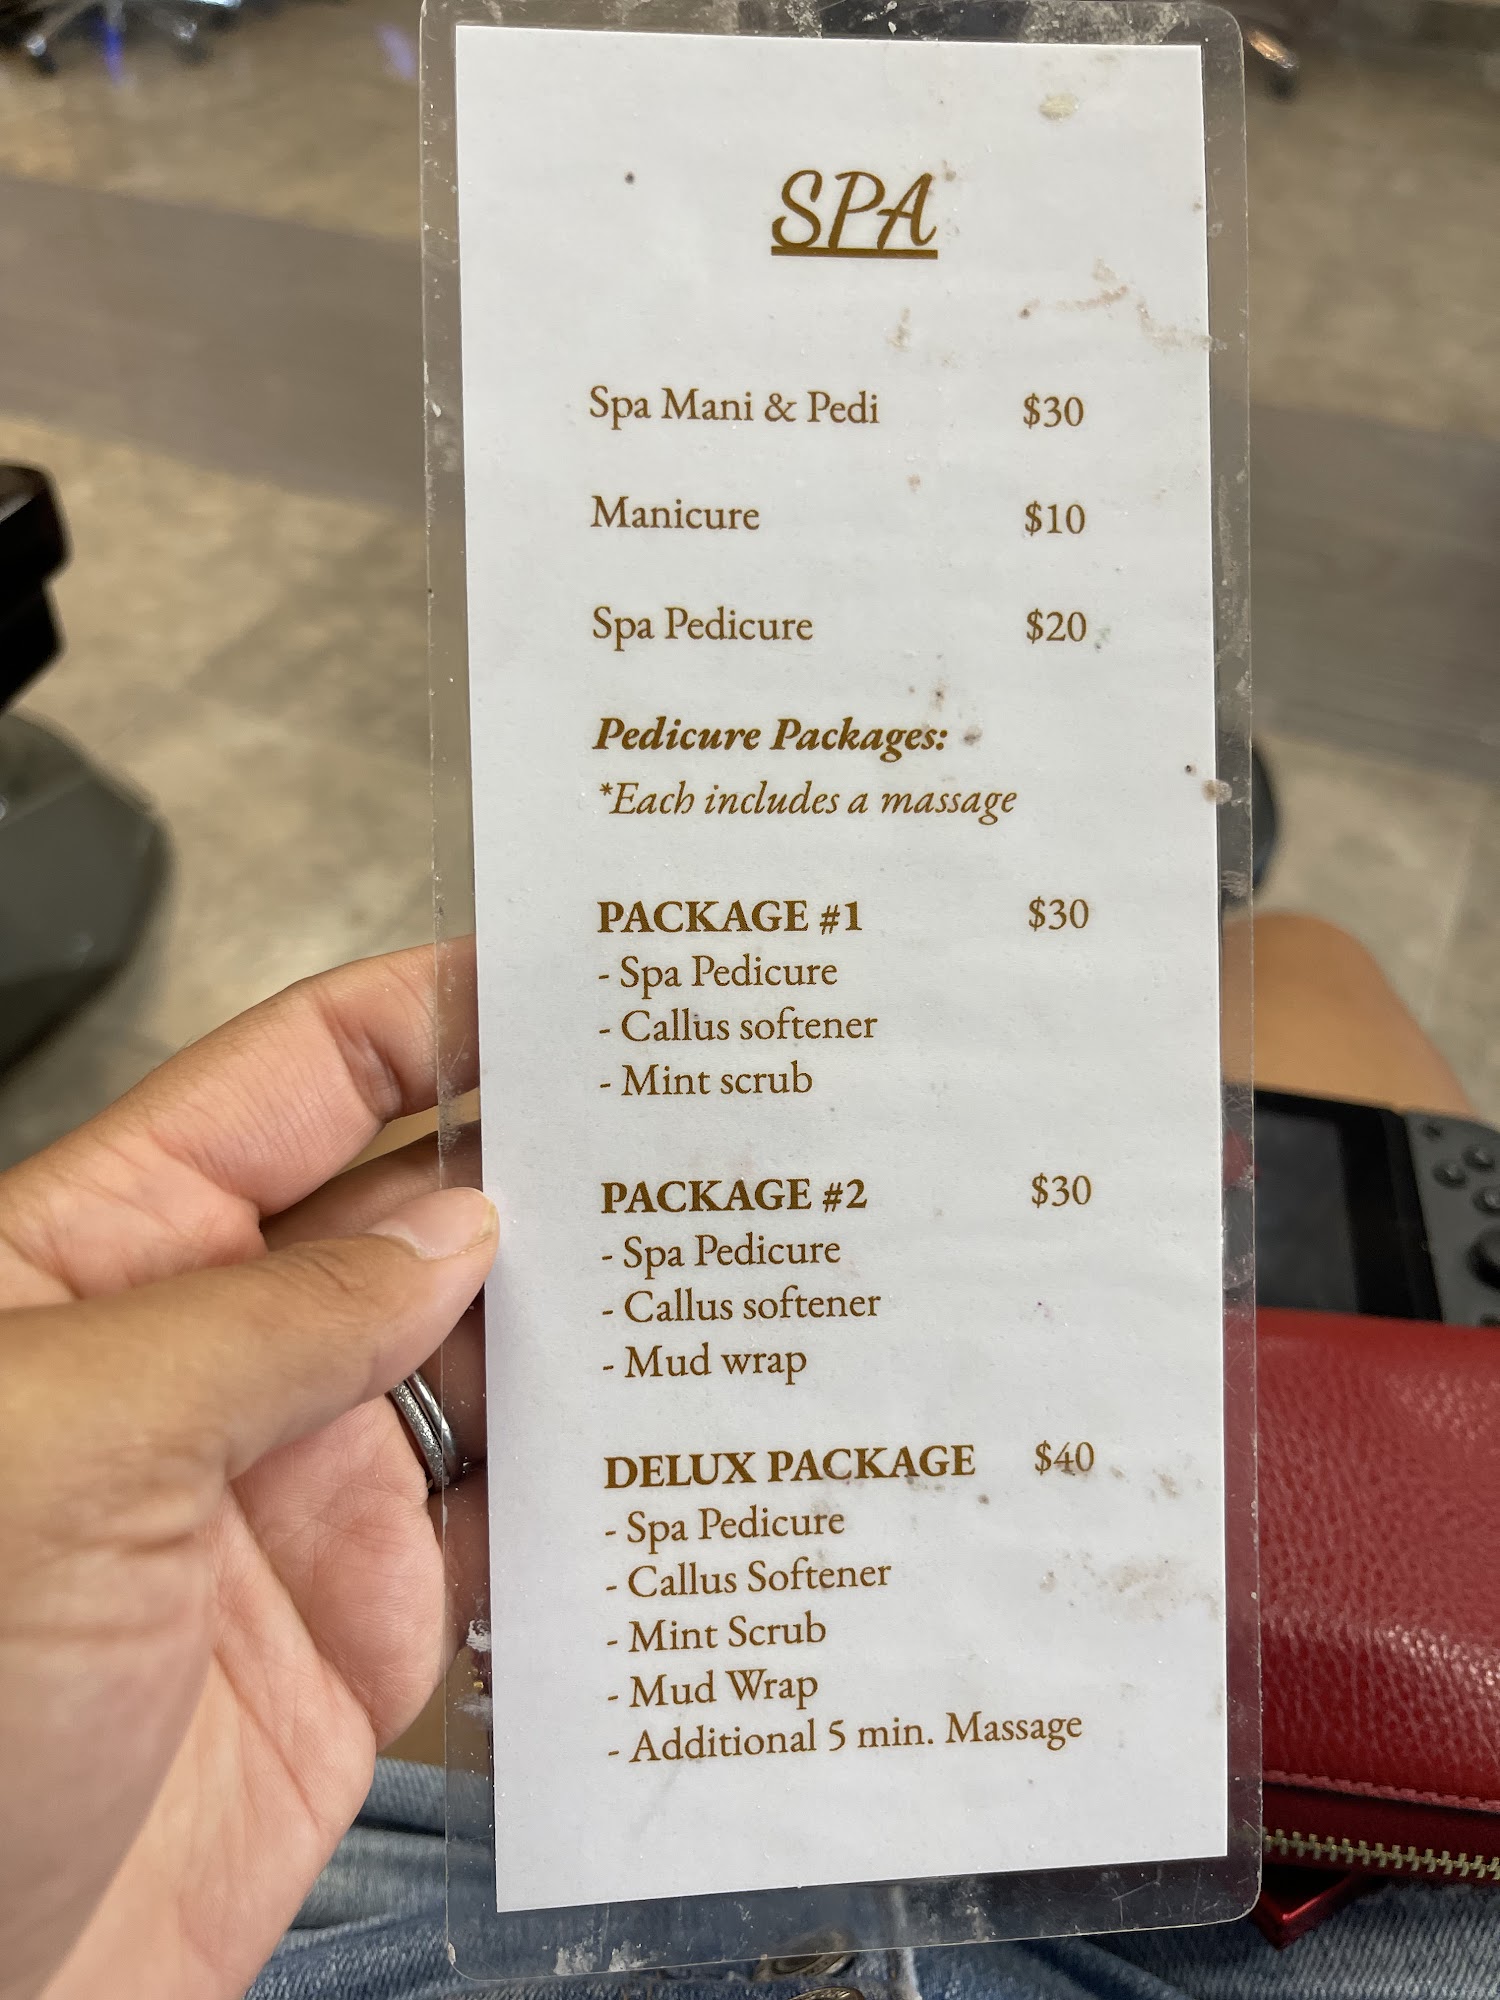 SPA
Spa Mani & Pedi $30
Manicure $10
Spa Pedicure $20
Pedicure Packages:
*Each includes a massage
PACKAGE #1 $30
- Spa Pedicure
- Callus softener
- Mint scrub
PACKAGE #2 $30
- Spa Pedicure
- Callus softener
- Mud wrap
DELUX PACKAGE $40
- Spa Pedicure
- Callus Softener
- Mint Scrub
- Mud Wrap
- Additional 5 min. Massage